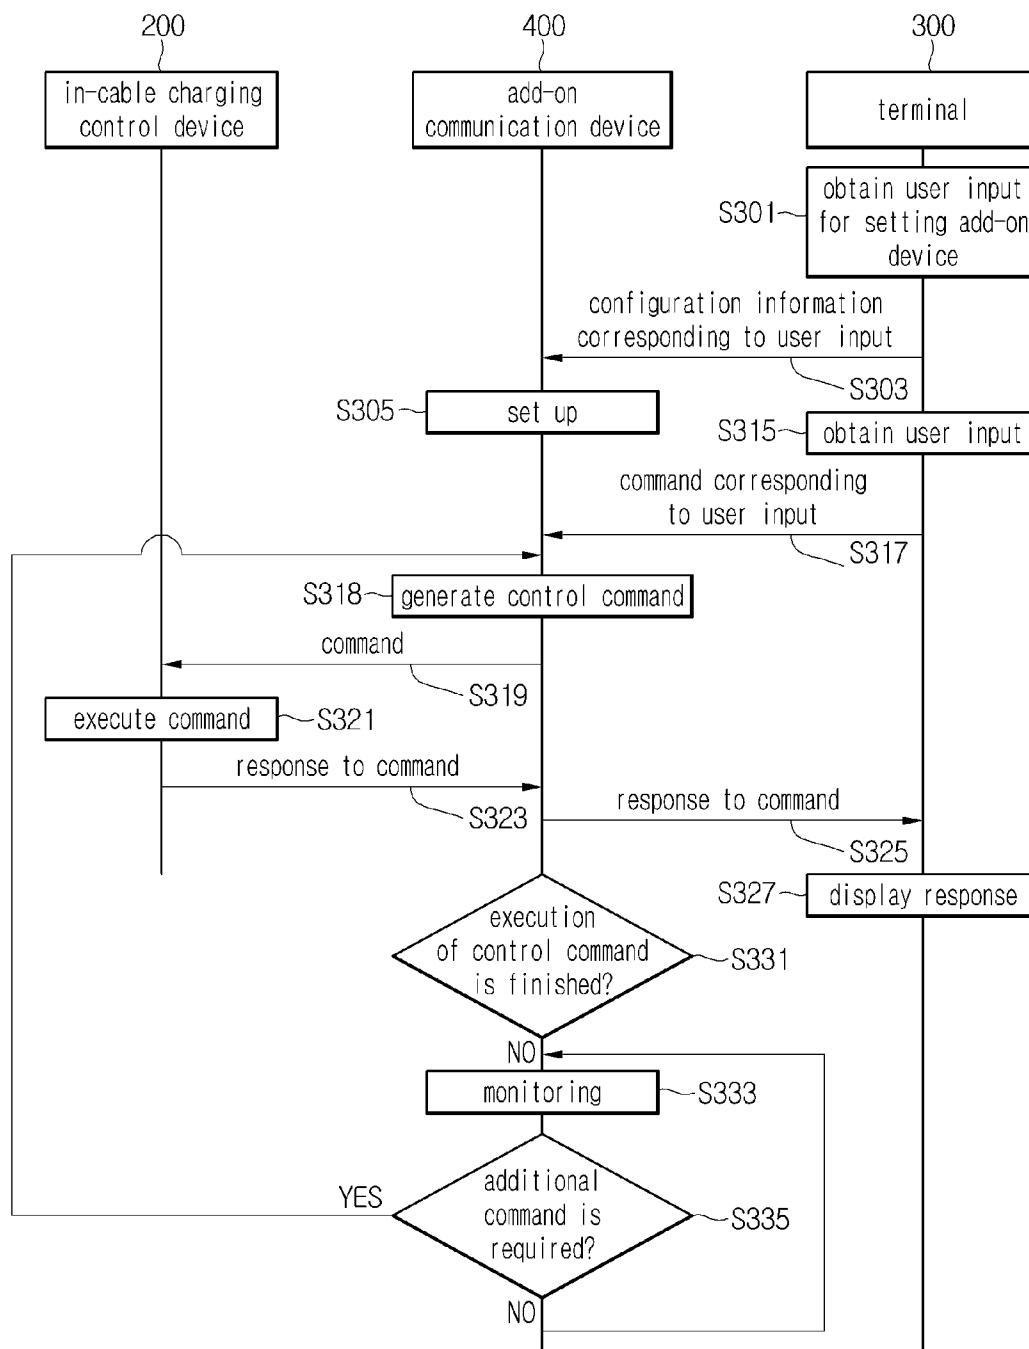 200
400
300
in-cable charging
control device
add-on
communication device
terminal
S301
obtain user input
for setting add-on
device
configuration information
corresponding to user input
S303
S305
set up
S315
obtain user input
command corresponding
to user input
S317
S318
generate control command
command
S319
execute command
S321
response to command
S323
response to command
S325
S327
display response
execution
of control command
is finished?
S331
NO
monitoring
S333
YES
additional
command is
required?
S335
NO